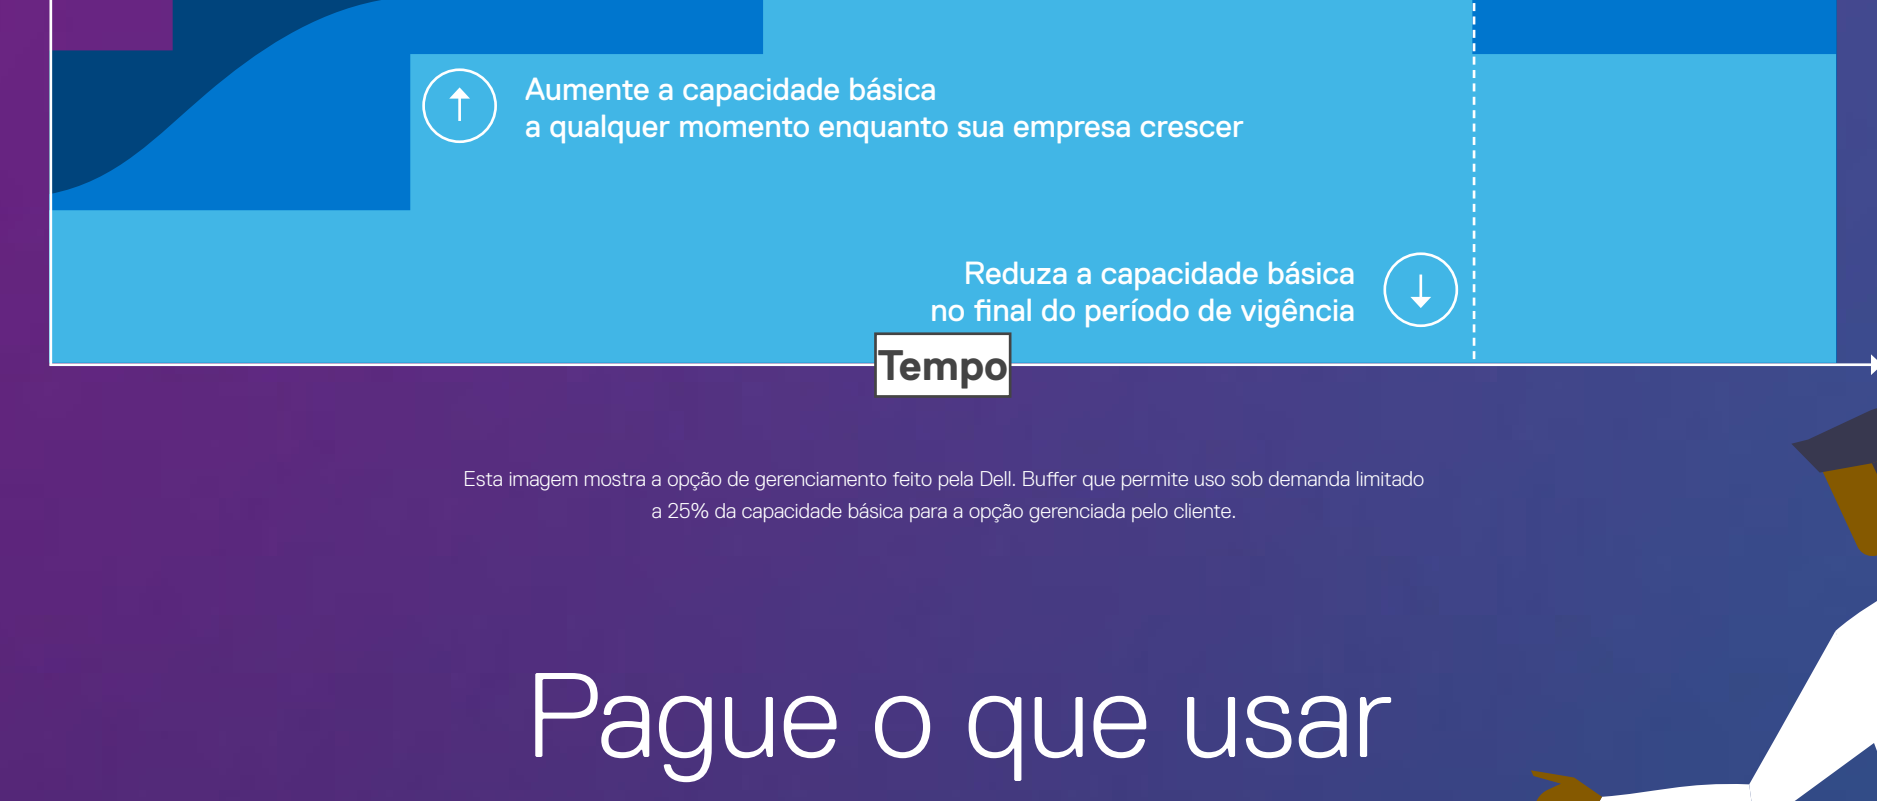 Aumente a capacidade básica
a qualquer momento enquanto sua empresa crescer
Reduza a capacidade básica
no final do período de vigência
Tempo
Esta imagem mostra a opção de gerenciamento feito pela Dell. Buffer que permite uso sob demanda limitado
a 25% da capacidade básica para a opção gerenciada pelo cliente.
Pague o que usar